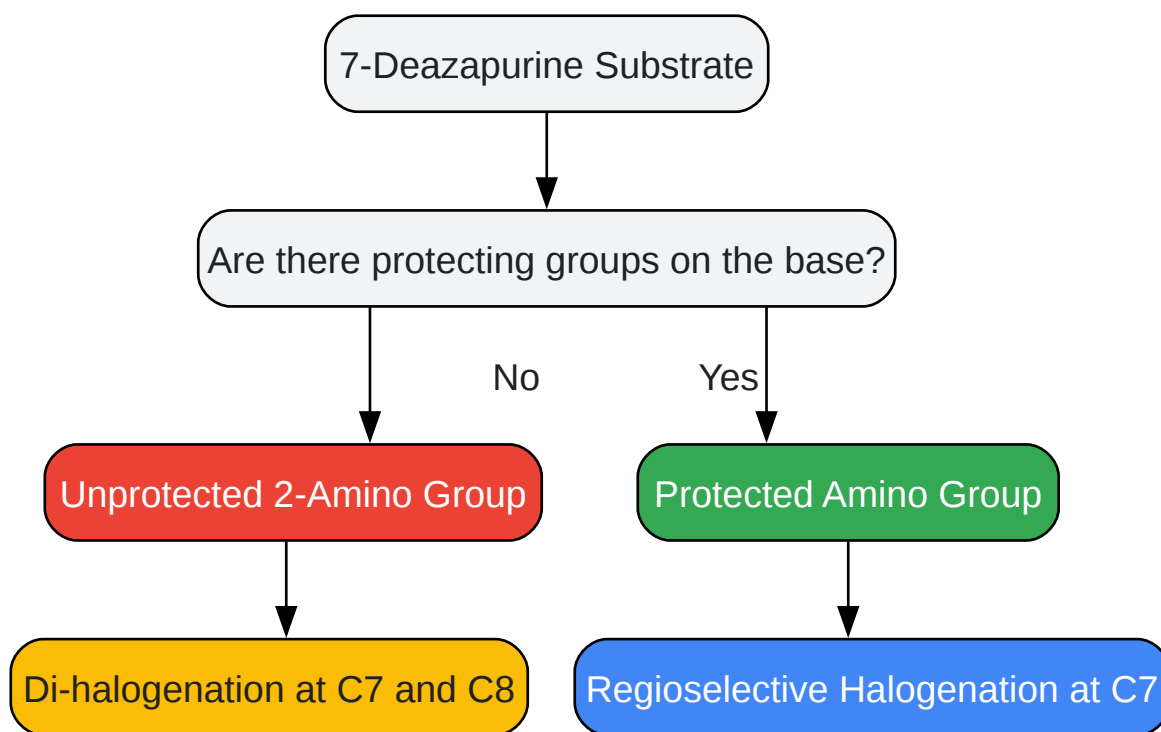 7-Deazapurine Substrate
Are there protecting groups on the base?
No
Yes
Unprotected 2-Amino Group
Protected Amino Group
Di-halogenation at C7 and C8
Regioselective Halogenation at C7